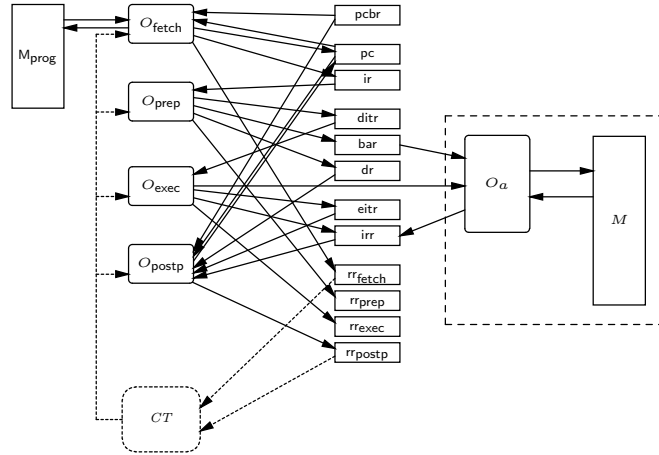 M_prog
O_fetch
O_prep
O_exec
O_postp
CT
pcbr
pc
ir
ditr
bar
dr
eitr
irr
rr_fetch
rr_prep
rr_exec
rr_postp
O_a
M